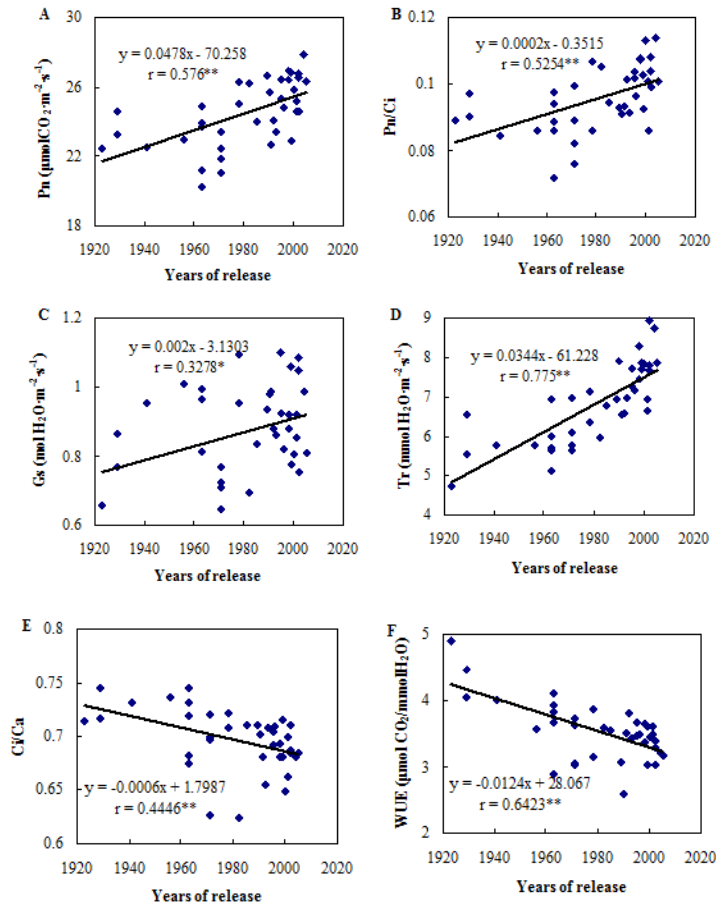 A
30
26
22
18
Pn (μmolCO₂·m⁻²·s⁻¹)
y = 0.0478x - 70.258
r = 0.576**
1920 1940 1960 1980 2000 2020
Years of release
B
0.12
0.1
0.08
0.06
Pn/Ci
y = 0.0002x - 0.3515
r = 0.5254**
1920 1940 1960 1980 2000 2020
Years of release
C
1.2
1
0.8
0.6
Gs (mol H₂O·m⁻²·s⁻¹)
y = 0.002x - 3.1303
r = 0.3278*
1920 1940 1960 1980 2000 2020
Years of release
D
9
8
7
6
5
4
Tr (mmol H₂O·m⁻²·s⁻¹)
y = 0.0344x - 61.228
r = 0.775**
1920 1940 1960 1980 2000 2020
Years of release
E
0.8
0.75
0.7
0.65
0.6
Ci/Ca
y = -0.0006x + 1.7987
r = 0.4446**
1920 1940 1960 1980 2000 2020
Years of release
F
5
4
3
2
WUE (μmol CO₂/mmolH₂O)
y = -0.0124x + 28.067
r = 0.6423**
1920 1940 1960 1980 2000 2020
Years of release